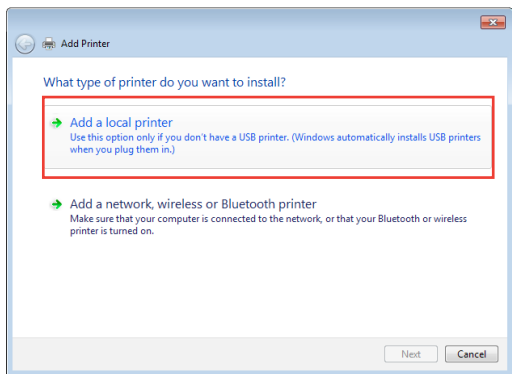 Add Printer
What type of printer do you want to install?
Add a local printer
Use this option only if you don't have a USB printer. (Windows automatically installs USB printers
when you plug them in.)
Add a network, wireless or Bluetooth printer
Make sure that your computer is connected to the network, or that your Bluetooth or wireless
printer is turned on.
Next Cancel